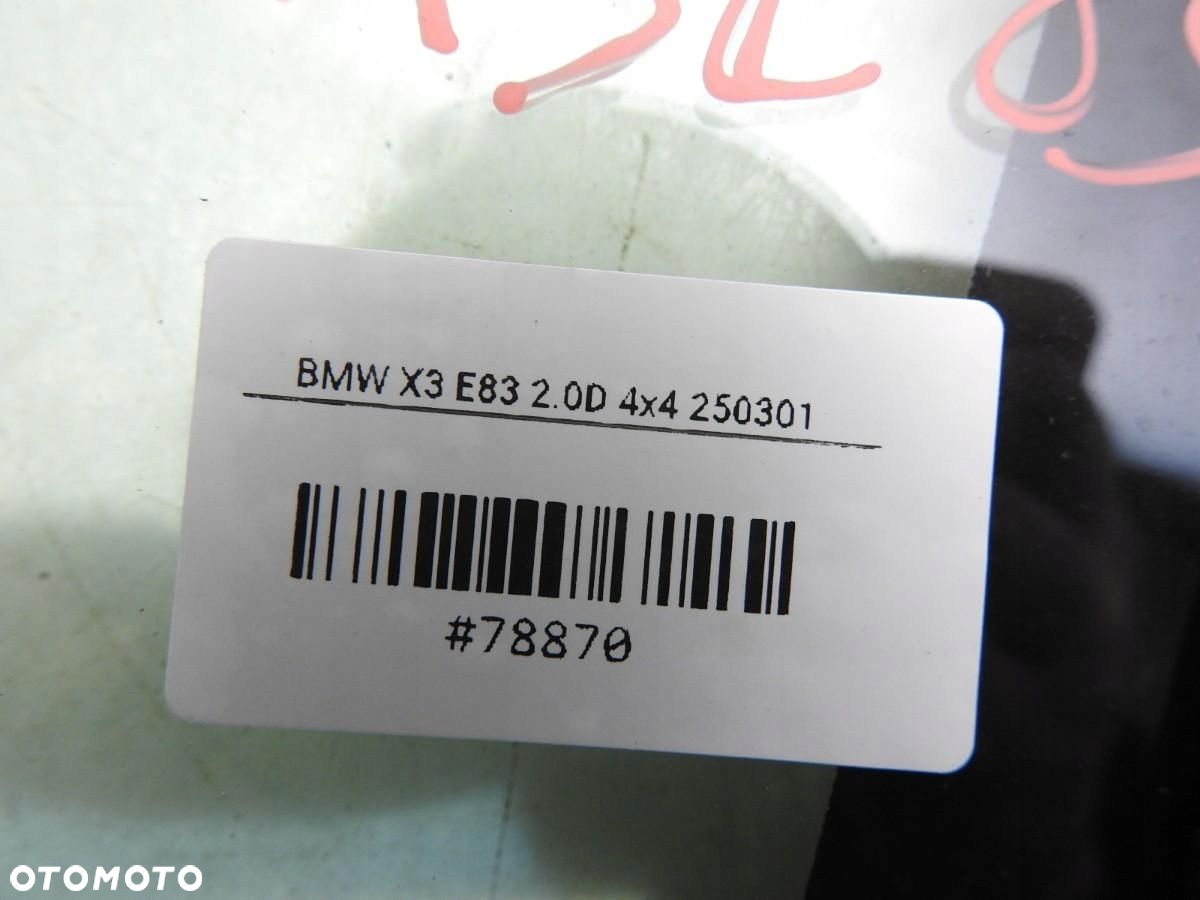 BMW X3 E83 2.0D 4x4 250301
#78870
OTOMOTO